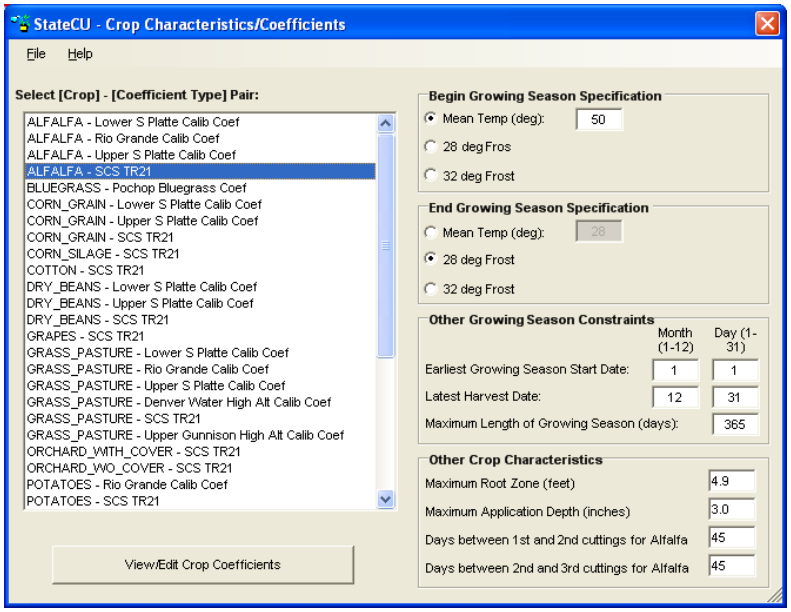 StateCU - Crop Characteristics/Coefficients
File Help
Select [Crop] - [Coefficient Type] Pair:
ALFALFA - Lower S Platte Calib Coef
ALFALFA - Rio Grande Calib Coef
ALFALFA - Upper S Platte Calib Coef
ALFALFA - SCS TR21
BLUEGRASS - Pochop Bluegrass Coef
CORN_GRAIN - Lower S Platte Calib Coef
CORN_GRAIN - Upper S Platte Calib Coef
CORN_GRAIN - SCS TR21
CORN_SILAGE - SCS TR21
COTTON - SCS TR21
DRY_BEANS - Lower S Platte Calib Coef
DRY_BEANS - Upper S Platte Calib Coef
DRY_BEANS - SCS TR21
GRAPES - SCS TR21
GRASS_PASTURE - Lower S Platte Calib Coef
GRASS_PASTURE - Rio Grande Calib Coef
GRASS_PASTURE - Upper S Platte Calib Coef
GRASS_PASTURE - Denver Water High Alt Calib Coef
GRASS_PASTURE - SCS TR21
GRASS_PASTURE - Upper Gunnison High Alt Calib Coef
ORCHARD_WITH_COVER - SCS TR21
ORCHARD_WO_COVER - SCS TR21
POTATOES - Rio Grande Calib Coef
POTATOES - SCS TR21
View/Edit Crop Coefficients
Begin Growing Season Specification
Mean Temp (deg): 50
28 deg Fros
32 deg Frost
End Growing Season Specification
Mean Temp (deg): 28
28 deg Frost
32 deg Frost
Other Growing Season Constraints
Month Day (1-
(1-12) 31)
Earliest Growing Season Start Date: 1 1
Latest Harvest Date: 12 31
Maximum Length of Growing Season (days): 365
Other Crop Characteristics
Maximum Root Zone (feet) 4.9
Maximum Application Depth (inches) 3.0
Days between 1st and 2nd cuttings for Alfalfa 45
Days between 2nd and 3rd cuttings for Alfalfa 45